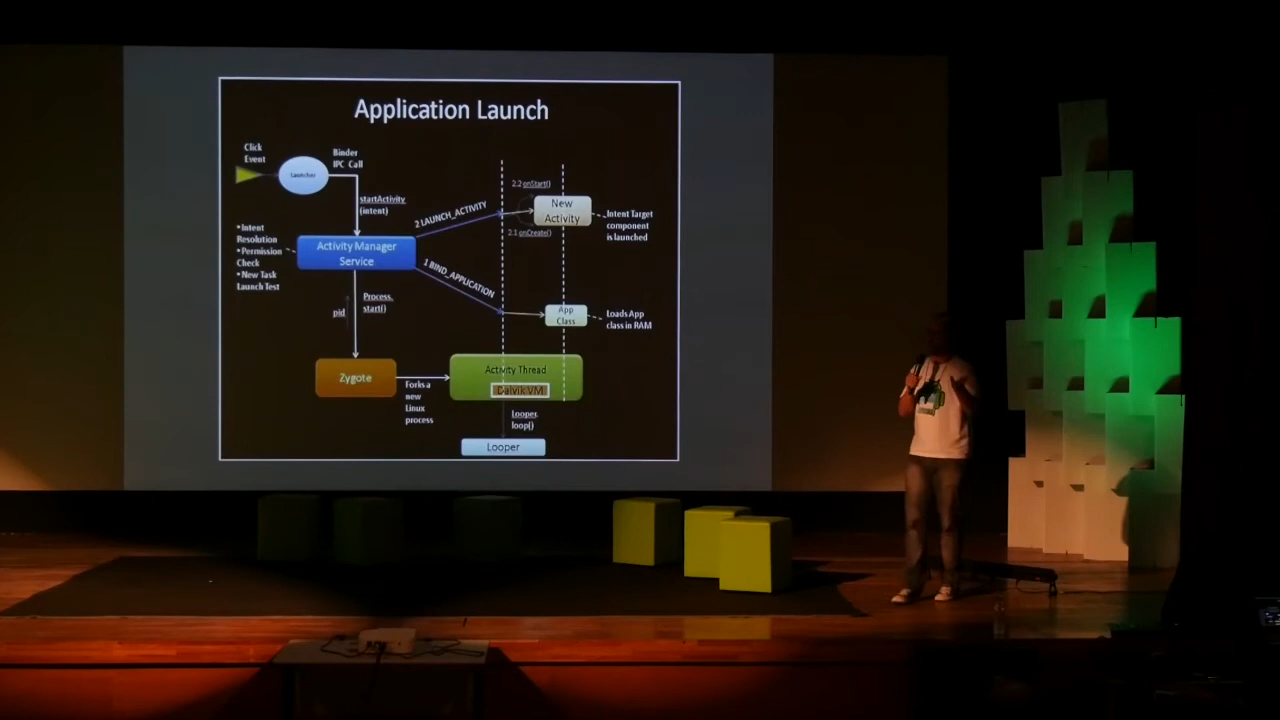 Application Launch
Click
Event
Launcher
Binder
IPC Call
startActivity
(intent)
• Intent
Resolution
• Permission
Check
• New Task
Launch Test
Activity Manager
Service
2 LAUNCH_ACTIVITY
2.2 onStart()
New
Activity
2.1 onCreate()
Intent Target
component
is launched
1 BIND_APPLICATION
App
Class
Loads App
class in RAM
pid
Process.
start()
Zygote
Forks a
new
Linux
process
Activity Thread
Dalvik VM
Looper.
loop()
Looper